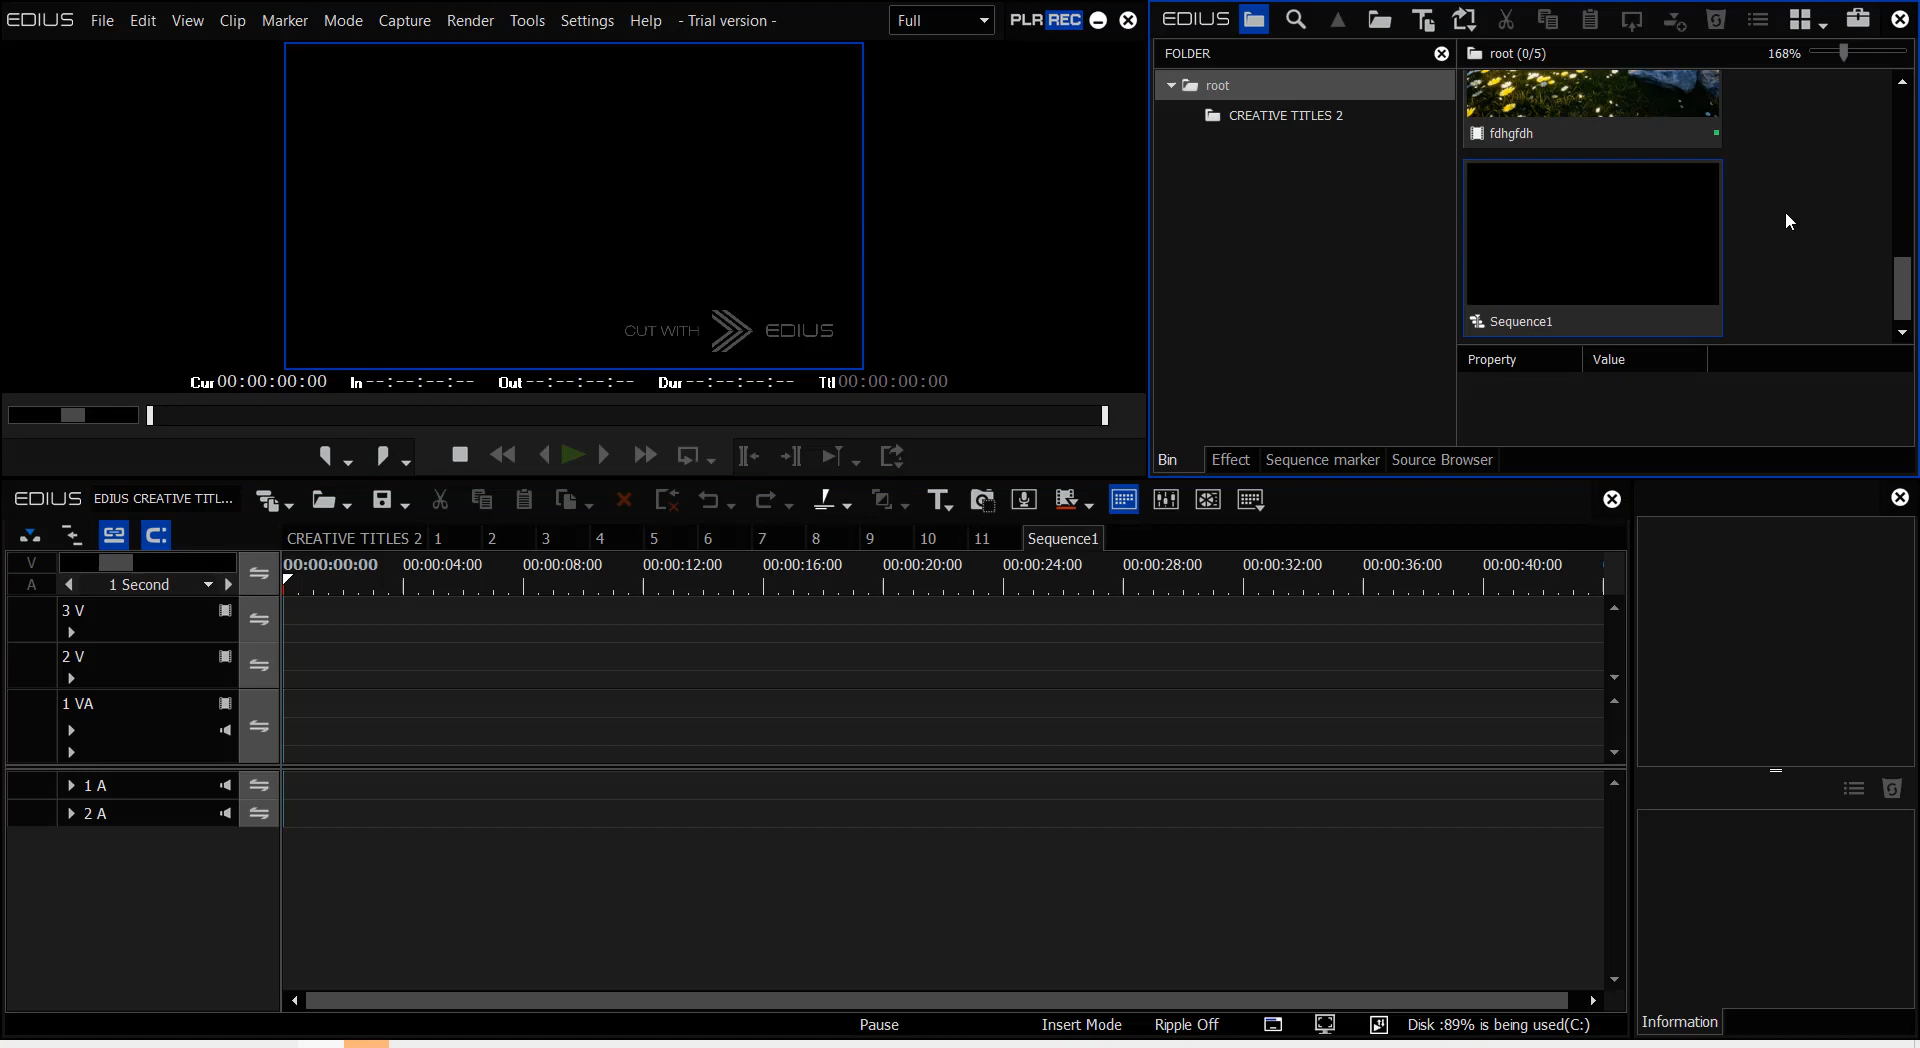 EDIUS File Edit View Clip Marker Mode Capture Render Tools Settings Help - Trial version - Full PLR REC
CUT WITH EDIUS
Cur 00:00:00:00 In --:--:--:-- Out --:--:--:-- Dur --:--:--:-- Ttl 00:00:00:00
EDIUS
FOLDER
root
CREATIVE TITLES 2
root (0/5) 168%
fdhgfdh
Sequence1
Property Value
Bin Effect Sequence marker Source Browser
EDIUS EDIUS CREATIVE TITL...
CREATIVE TITLES 2 1 2 3 4 5 6 7 8 9 10 11 Sequence1
V
A 1 Second
00:00:00:00 00:00:04:00 00:00:08:00 00:00:12:00 00:00:16:00 00:00:20:00 00:00:24:00 00:00:28:00 00:00:32:00 00:00:36:00 00:00:40:00
3 V
2 V
1 VA
1 A
2 A
Pause Insert Mode Ripple Off Disk :89% is being used(C:)
Information